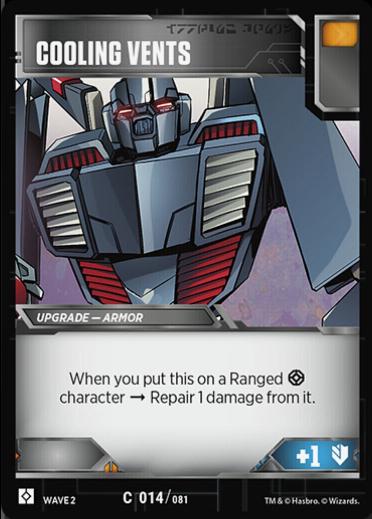 COOLING VENTS
UPGRADE — ARMOR
When you put this on a Ranged
character → Repair 1 damage from it.
+1
WAVE 2
C 014/081
TM & © Hasbro. © Wizards.